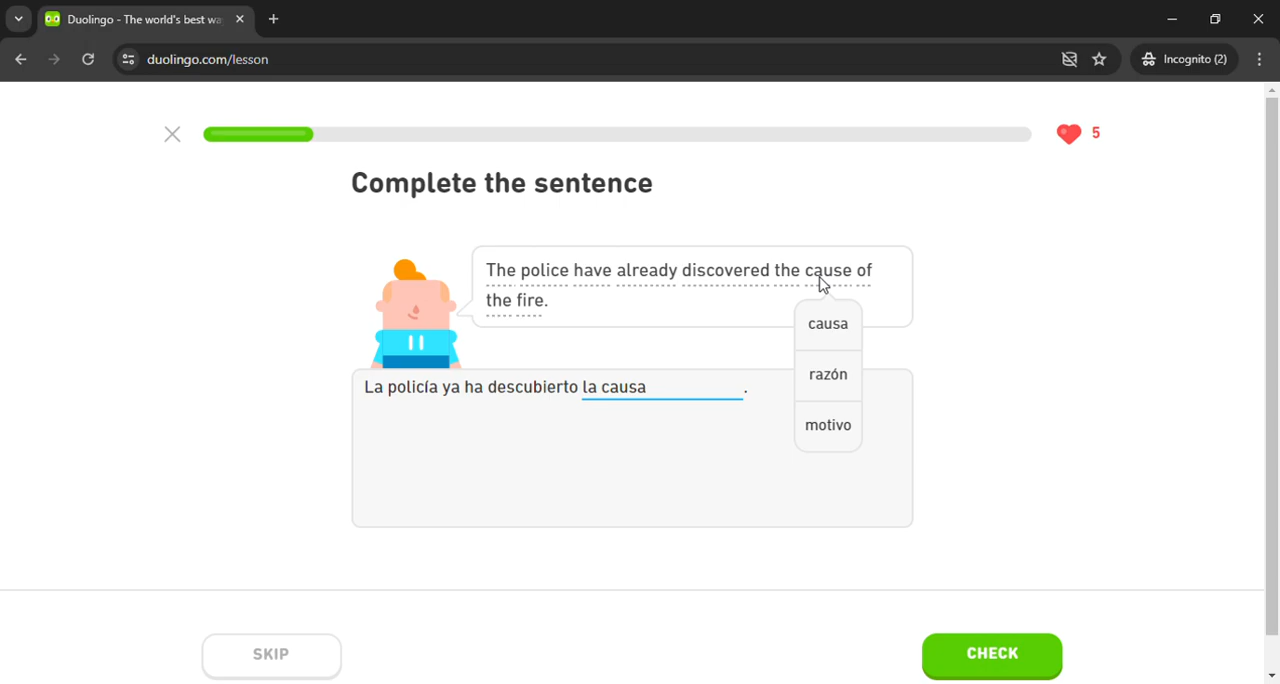 Duolingo - The world's best wa
duolingo.com/lesson
Incognito (2)
5
Complete the sentence
The police have already discovered the cause of
the fire.
causa
razón
motivo
La policía ya ha descubierto la causa .
SKIP
CHECK